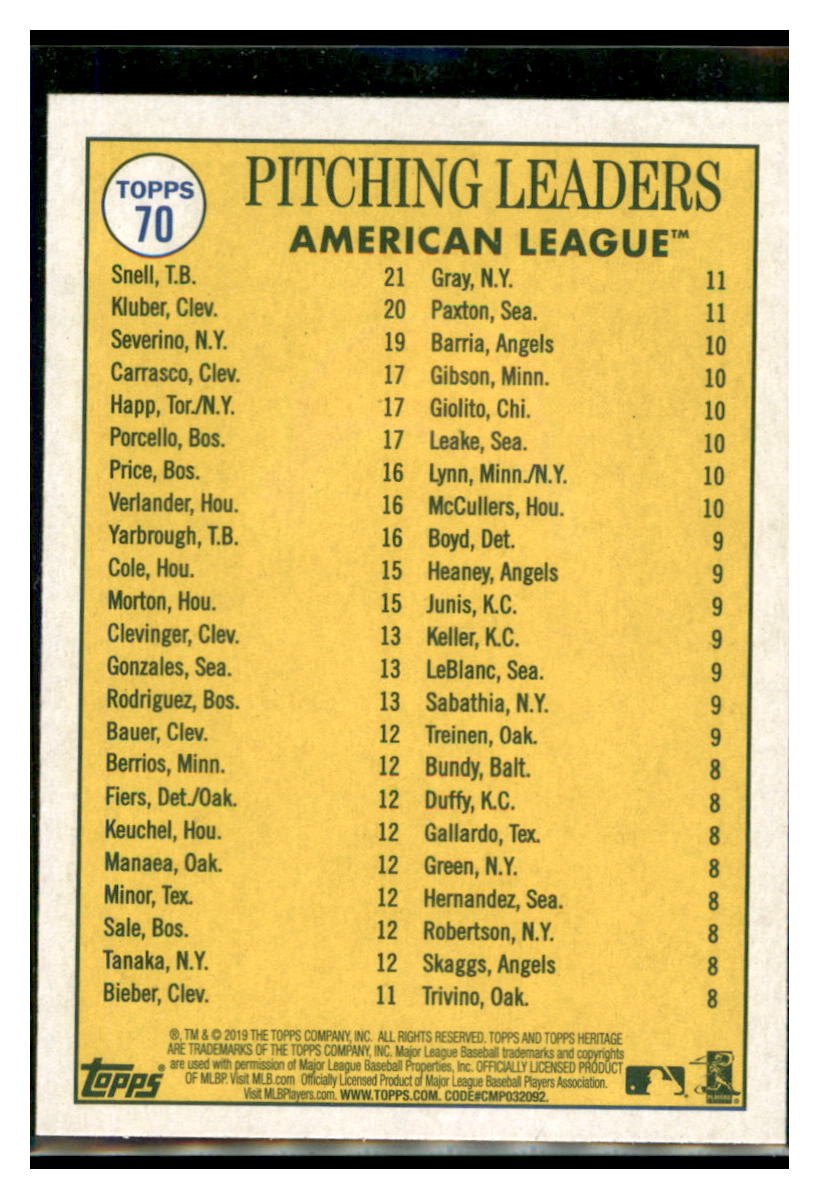 TOPPS
70
PITCHING LEADERS
AMERICAN LEAGUE™
Snell, T.B. 21 Gray, N.Y. 11
Kluber, Clev. 20 Paxton, Sea. 11
Severino, N.Y. 19 Barria, Angels 10
Carrasco, Clev. 17 Gibson, Minn. 10
Happ, Tor./N.Y. 17 Giolito, Chi. 10
Porcello, Bos. 17 Leake, Sea. 10
Price, Bos. 16 Lynn, Minn./N.Y. 10
Verlander, Hou. 16 McCullers, Hou. 10
Yarbrough, T.B. 16 Boyd, Det. 9
Cole, Hou. 15 Heaney, Angels 9
Morton, Hou. 15 Junis, K.C. 9
Clevinger, Clev. 13 Keller, K.C. 9
Gonzales, Sea. 13 LeBlanc, Sea. 9
Rodriguez, Bos. 13 Sabathia, N.Y. 9
Bauer, Clev. 12 Treinen, Oak. 9
Berrios, Minn. 12 Bundy, Balt. 8
Fiers, Det./Oak. 12 Duffy, K.C. 8
Keuchel, Hou. 12 Gallardo, Tex. 8
Manaea, Oak. 12 Green, N.Y. 8
Minor, Tex. 12 Hernandez, Sea. 8
Sale, Bos. 12 Robertson, N.Y. 8
Tanaka, N.Y. 12 Skaggs, Angels 8
Bieber, Clev. 11 Trivino, Oak. 8
®, TM & © 2019 THE TOPPS COMPANY, INC. ALL RIGHTS RESERVED. TOPPS AND TOPPS HERITAGE
ARE TRADEMARKS OF THE TOPPS COMPANY, INC. Major League Baseball trademarks and copyrights
are used with permission of Major League Baseball Properties, Inc. OFFICIALLY LICENSED PRODUCT
OF MLBP. Visit MLB.com Officially Licensed Product of Major League Baseball Players Association.
Visit MLBPlayers.com. WWW.TOPPS.COM. CODE#CMP032092.
Topps®
PLAYERS